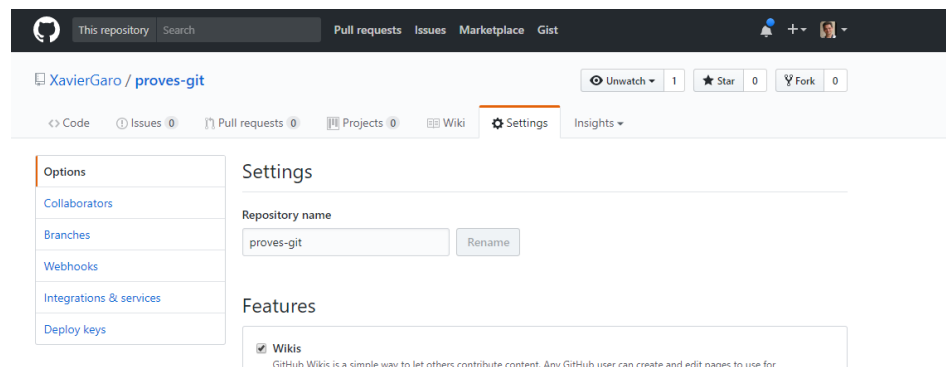 This repository Search Pull requests Issues Marketplace Gist
XavierGaro / proves-git Unwatch 1 Star 0 Fork 0
Code Issues 0 Pull requests 0 Projects 0 Wiki Settings Insights
Options
Collaborators
Branches
Webhooks
Integrations & services
Deploy keys
Settings
Repository name
proves-git Rename
Features
Wikis
GitHub Wikis is a simple way to let others contribute content. Any GitHub user can create and edit pages to use for